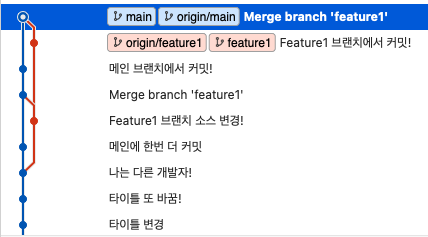 main origin/main Merge branch 'feature1'
origin/feature1 feature1 Feature1 브랜치에서 커밋!
메인 브랜치에서 커밋!
Merge branch 'feature1'
Feature1 브랜치 소스 변경!
메인에 한번 더 커밋
나는 다른 개발자!
타이틀 또 바꿈!
타이틀 변경